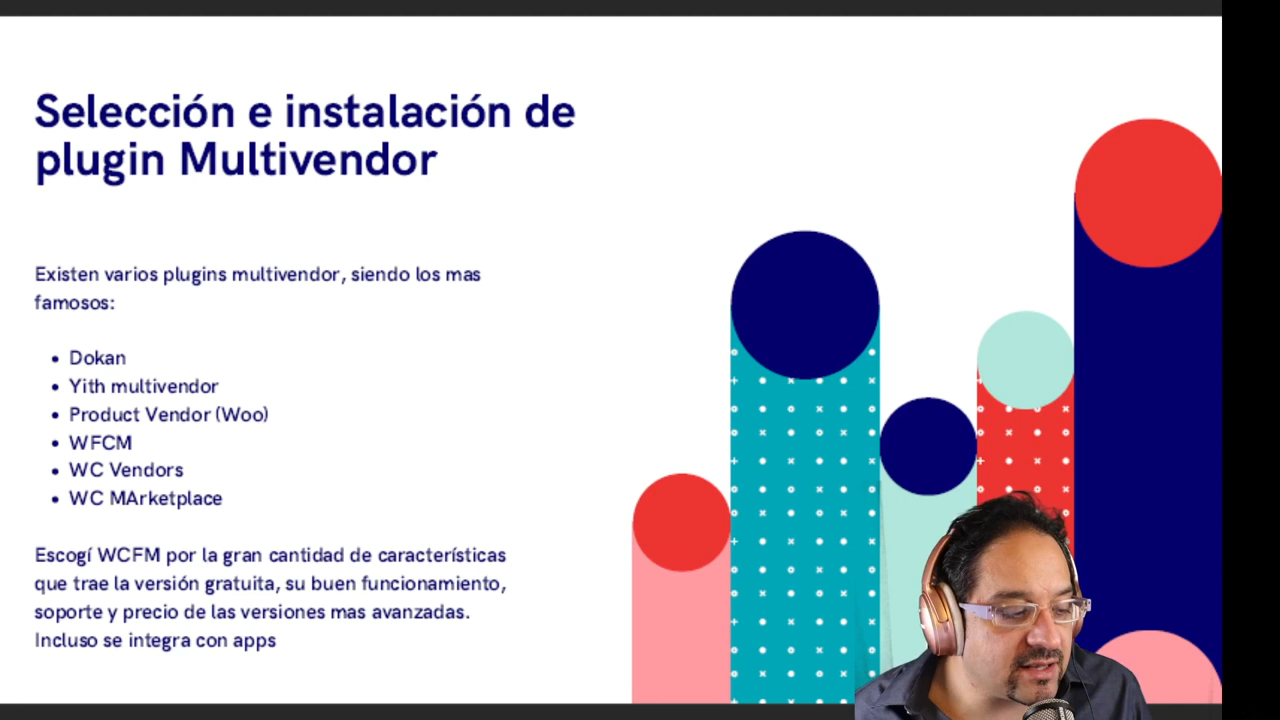 Selección e instalación de
plugin Multivendor
Existen varios plugins multivendor, siendo los mas
famosos:
• Dokan
• Yith multivendor
• Product Vendor (Woo)
• WFCM
• WC Vendors
• WC MArketplace
Escogí WCFM por la gran cantidad de características
que trae la versión gratuita, su buen funcionamiento,
soporte y precio de las versiones mas avanzadas.
Incluso se integra con apps